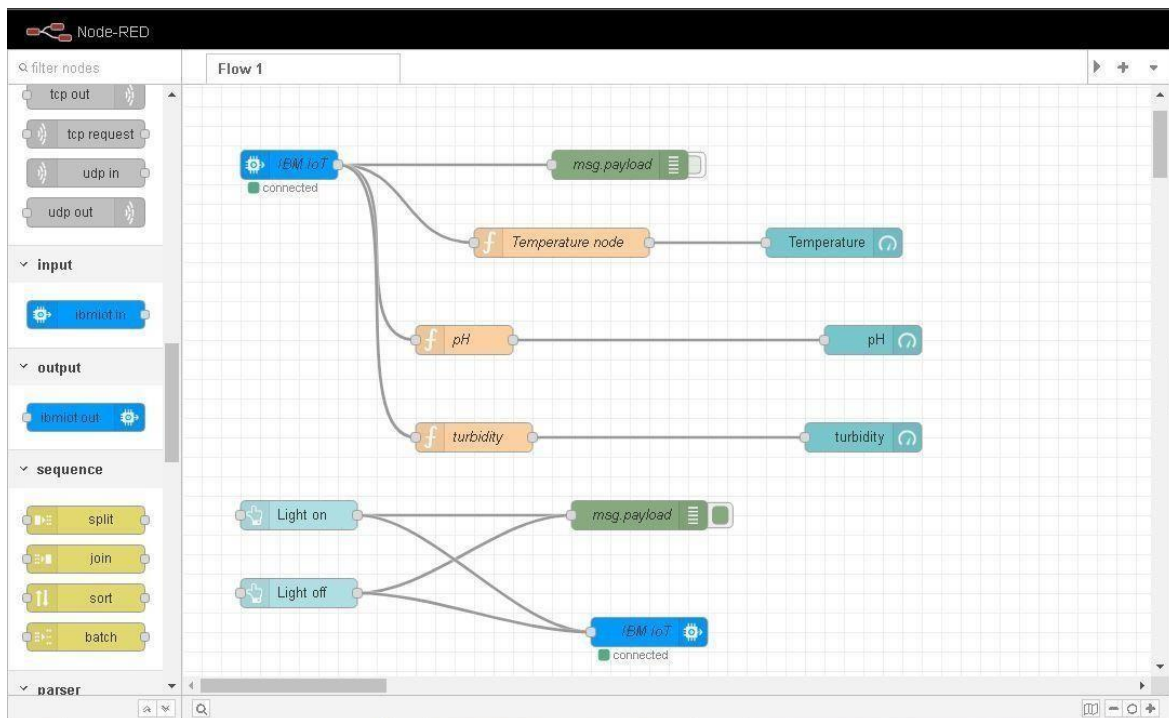 Node-RED
filter nodes
Flow 1
tcp out
tcp request
udp in
udp out
input
ibmiot in
output
ibmiot out
sequence
split
join
sort
batch
parser
IBM IoT
connected
msg.payload
Temperature node
Temperature
pH
pH
turbidity
turbidity
Light on
msg.payload
Light off
IBM IoT
connected